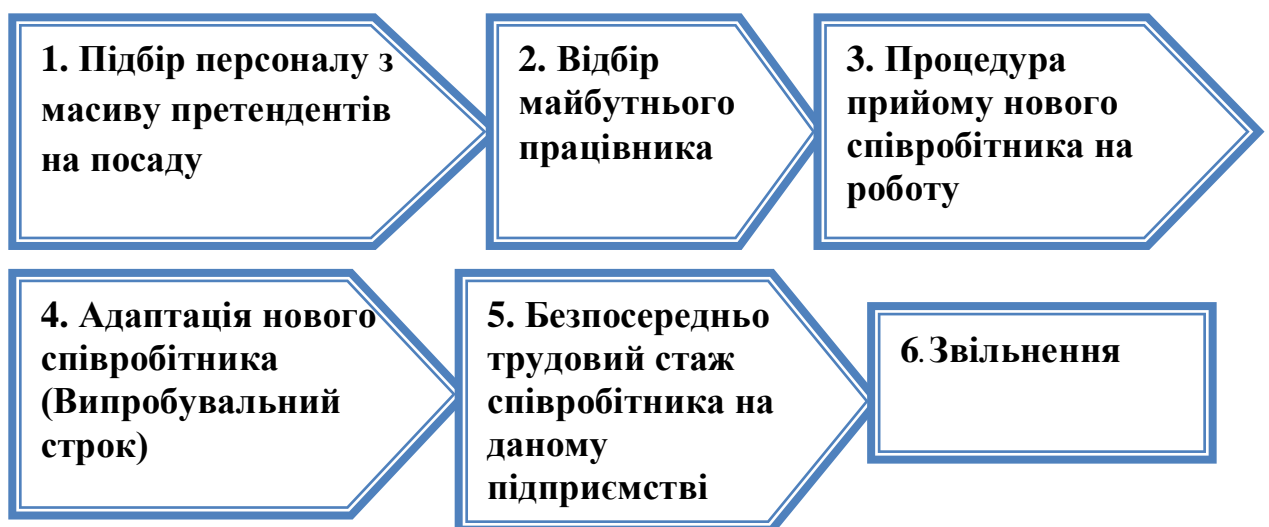 1. Підбір персоналу з
масиву претендентів
на посаду
2. Відбір
майбутнього
працівника
3. Процедура
прийому нового
співробітника на
роботу
4. Адаптація нового
співробітника
(Випробувальний
строк)
5. Безпосередньо
трудовий стаж
співробітника на
даному
підприємстві
6. Звільнення